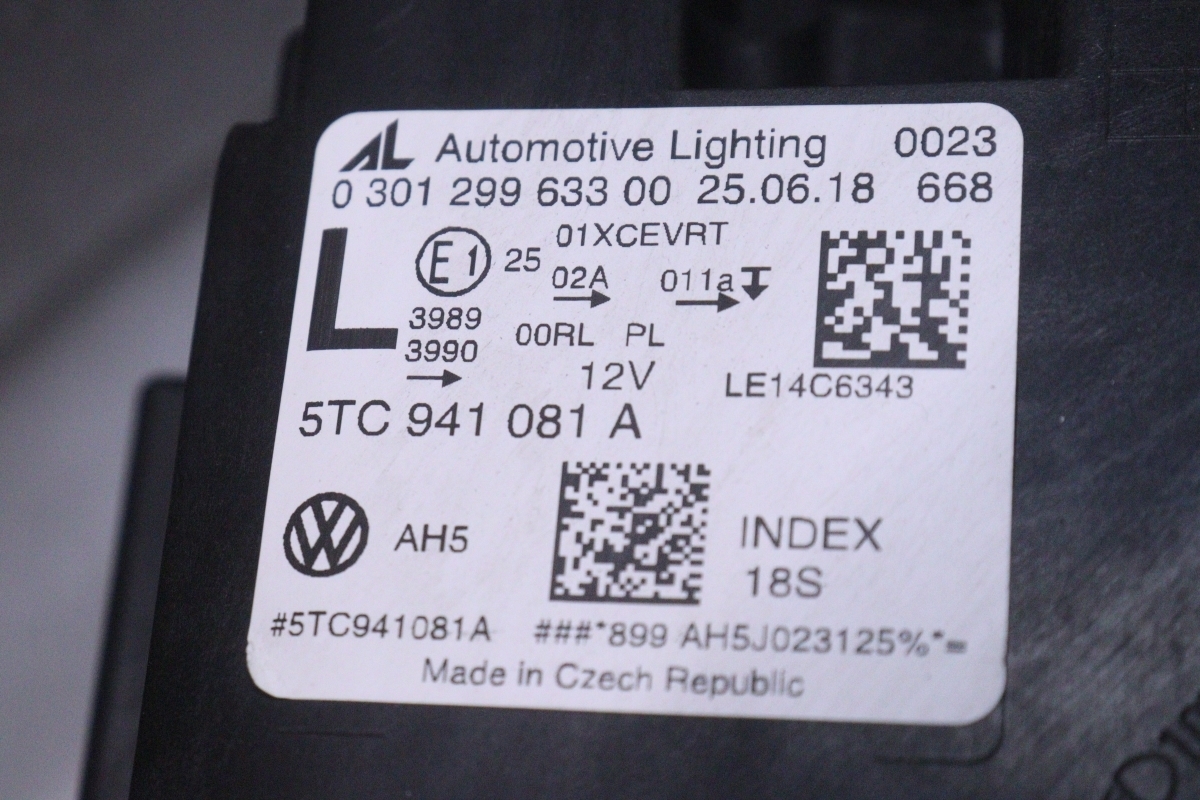 AL Automotive Lighting 0023
0 301 299 633 00 25.06.18 668
L E1 25 01XCEVRT
02A 011a
3989 00RL PL
3990
12V LE14C6343
5TC 941 081 A
VW AH5 INDEX
18S
#5TC941081A ###*899 AH5J023125%*=
Made in Czech Republic